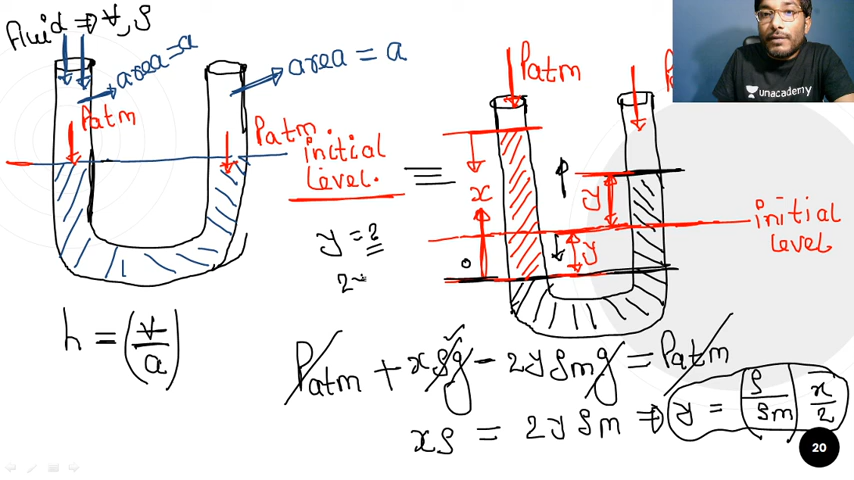 fluid ⇒ V, ρ
area = a
area = a
Patm
Patm.
initial
level.
y = ?
2
h = (V/a)
Patm
unacademy
x
y
y
initial
level
Patm + xρg - 2yρmg = Patm
xρ = 2yρm ⇒ y = (ρ/ρm) x/2
20